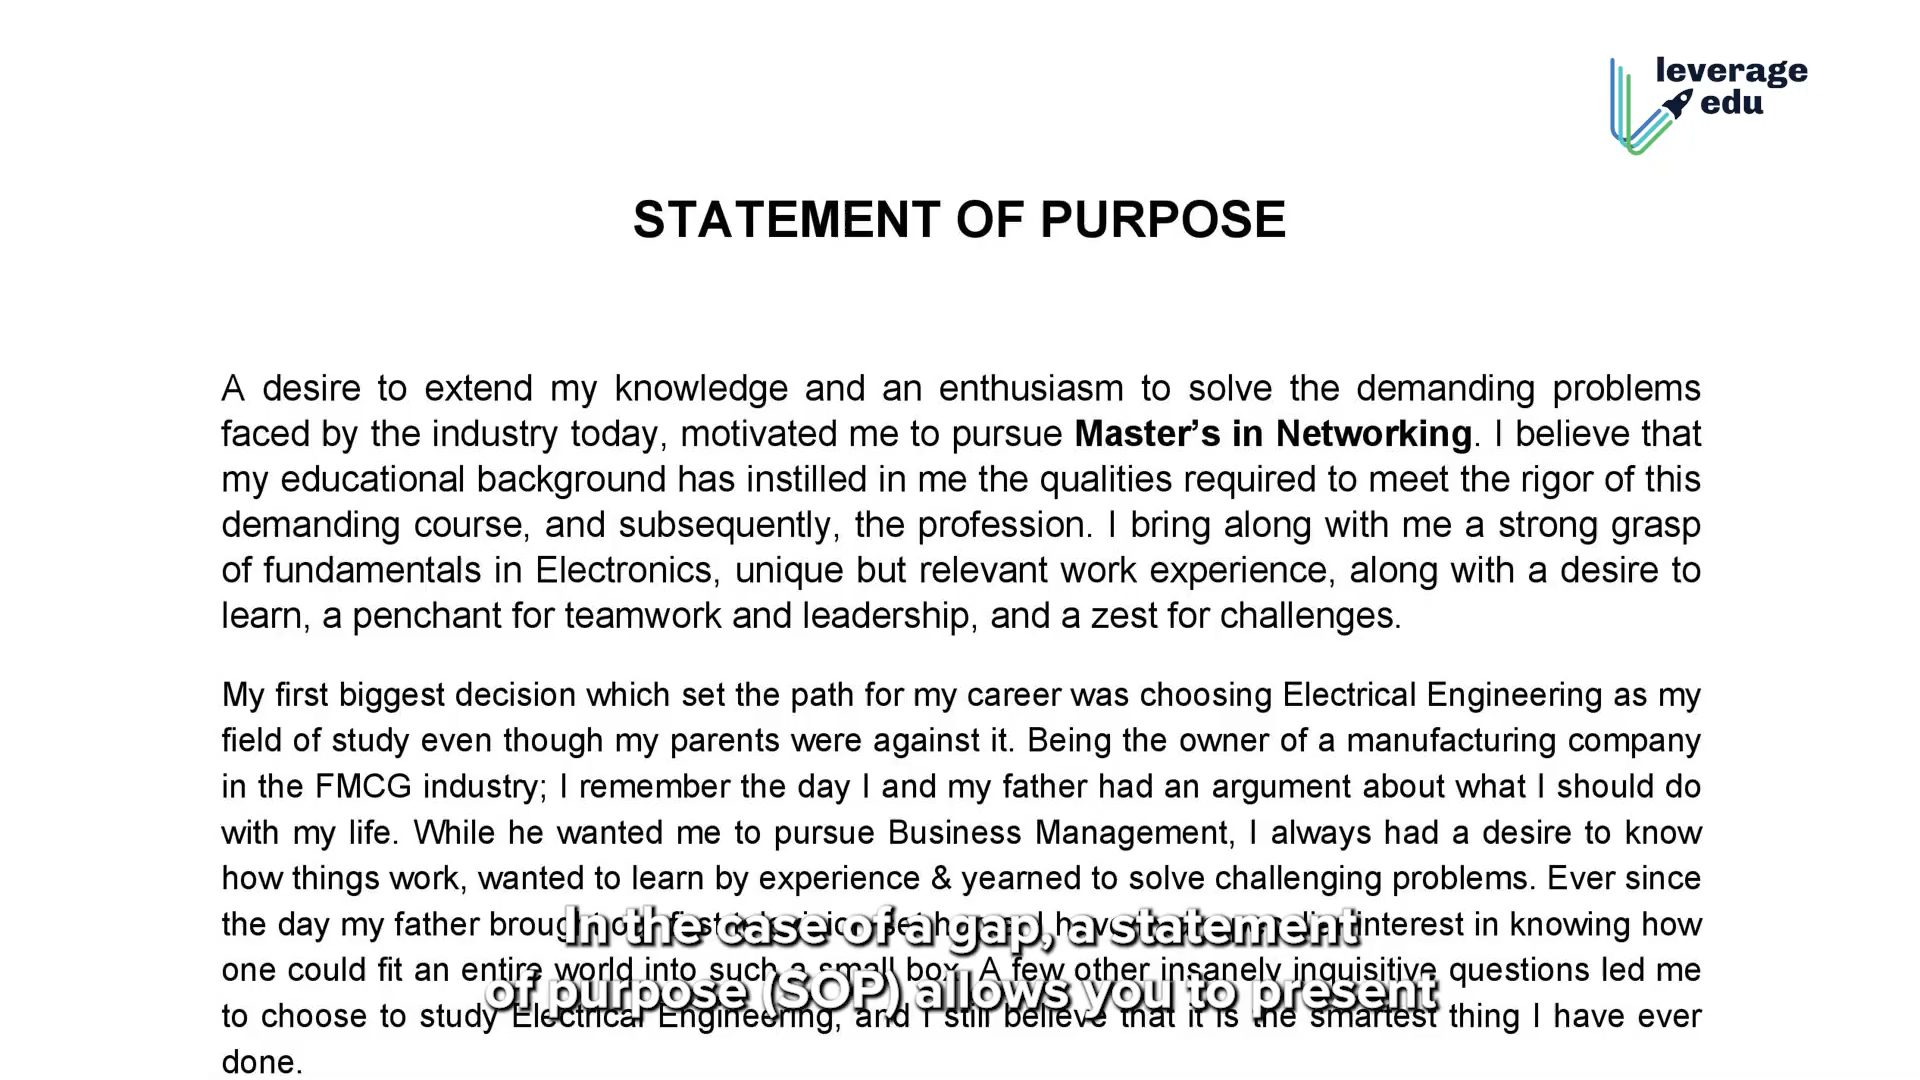 leverage
edu
STATEMENT OF PURPOSE
A desire to extend my knowledge and an enthusiasm to solve the demanding problems
faced by the industry today, motivated me to pursue Master’s in Networking. I believe that
my educational background has instilled in me the qualities required to meet the rigor of this
demanding course, and subsequently, the profession. I bring along with me a strong grasp
of fundamentals in Electronics, unique but relevant work experience, along with a desire to
learn, a penchant for teamwork and leadership, and a zest for challenges.
My first biggest decision which set the path for my career was choosing Electrical Engineering as my
field of study even though my parents were against it. Being the owner of a manufacturing company
in the FMCG industry; I remember the day I and my father had an argument about what I should do
with my life. While he wanted me to pursue Business Management, I always had a desire to know
how things work, wanted to learn by experience & yearned to solve challenging problems. Ever since
the day my father interest in knowing how
In the case of a gap, a statement
one could fit an entire world into such a small box. A few other insanely inquisitive questions led me
of purpose (SOP) allows you to present
to choose to study Electrical Engineering, and I still believe that it is the smartest thing I have ever
done.